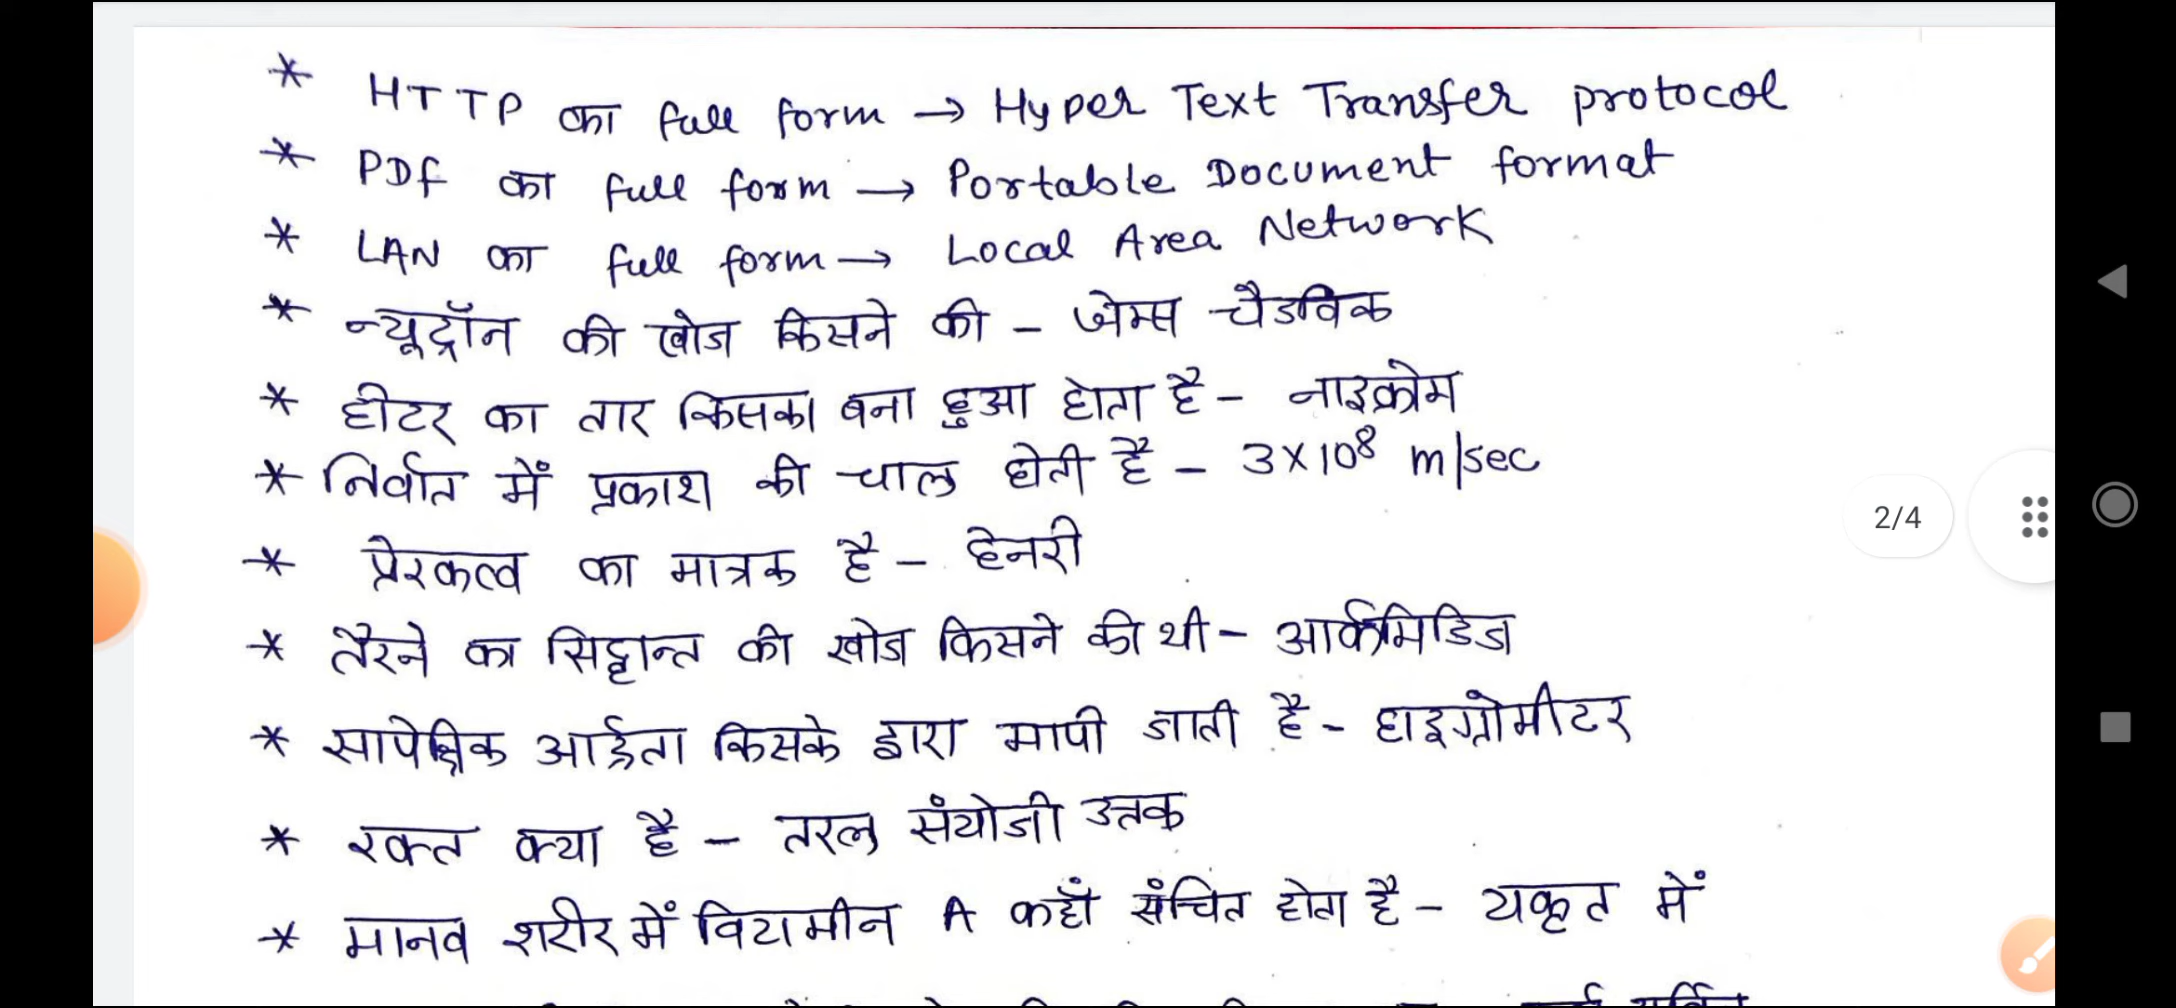 * HTTP का full form → Hyper Text Transfer protocol
* PDf का full form → Portable Document format
* LAN का full form → Local Area Network
* न्यूट्रॉन की खोज किसने की - जेम्स चैडविक
* हीटर का तार किसका बना हुआ होता है - नाइक्रोम
* निर्वात में प्रकाश की चाल होती है - 3×10⁸ m/sec
* प्रेरकत्व का मात्रक है - हेनरी
* तैरने का सिद्धान्त की खोज किसने की थी - आर्कमिडिज
* सापेक्षिक आर्द्रता किसके द्वारा मापी जाती है - हाइग्रोमीटर
2/4
* रक्त क्या है - तरल संयोजी उत्तक
* मानव शरीर में विटामीन A कहाँ संचित होता है - यकृत में